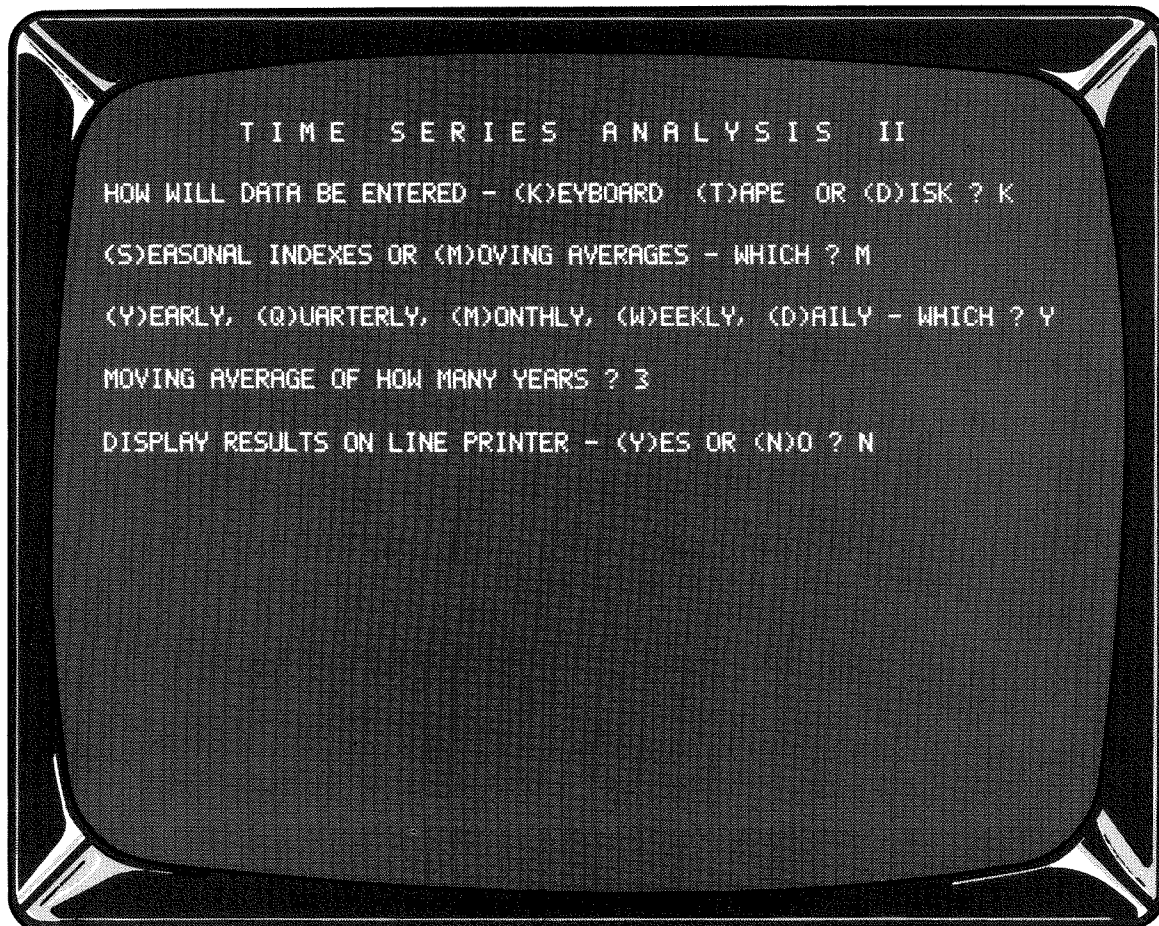 T I M E   S E R I E S   A N A L Y S I S   II
HOW WILL DATA BE ENTERED - (K)EYBOARD  (T)APE  OR (D)ISK ? K
(S)EASONAL INDEXES OR (M)OVING AVERAGES - WHICH ? M
(Y)EARLY, (Q)UARTERLY, (M)ONTHLY, (W)EEKLY, (D)AILY - WHICH ? Y
MOVING AVERAGE OF HOW MANY YEARS ? 3
DISPLAY RESULTS ON LINE PRINTER - (Y)ES OR (N)O ? N